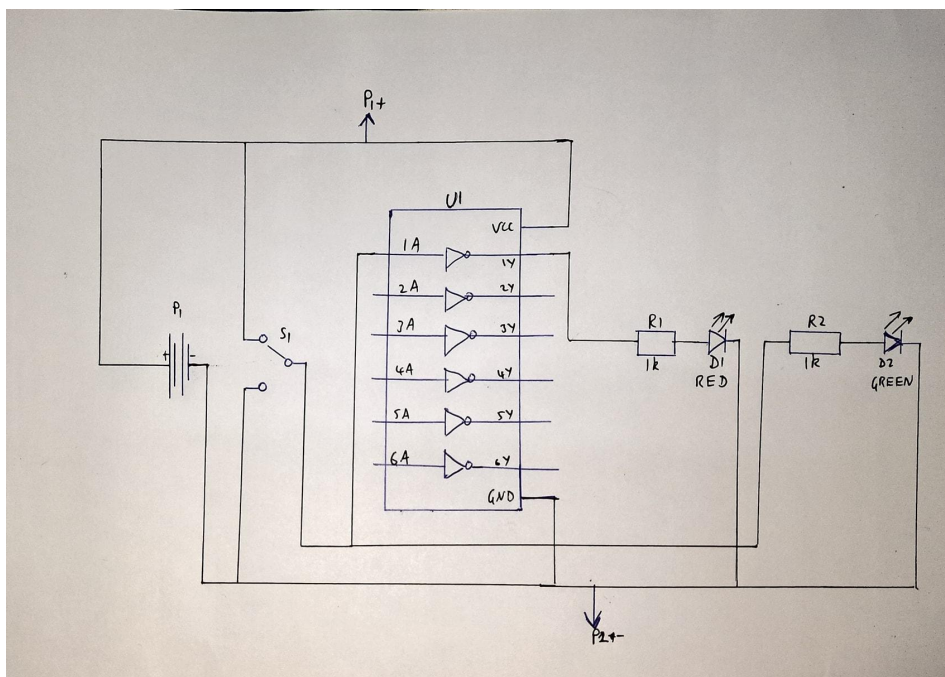 P1+
U1
VCC
1A 1Y
2A 2Y
3A 3Y
4A 4Y
5A 5Y
6A 6Y
GND
P1
+ -
S1
R1
1k
D1
RED
R2
1k
D2
GREEN